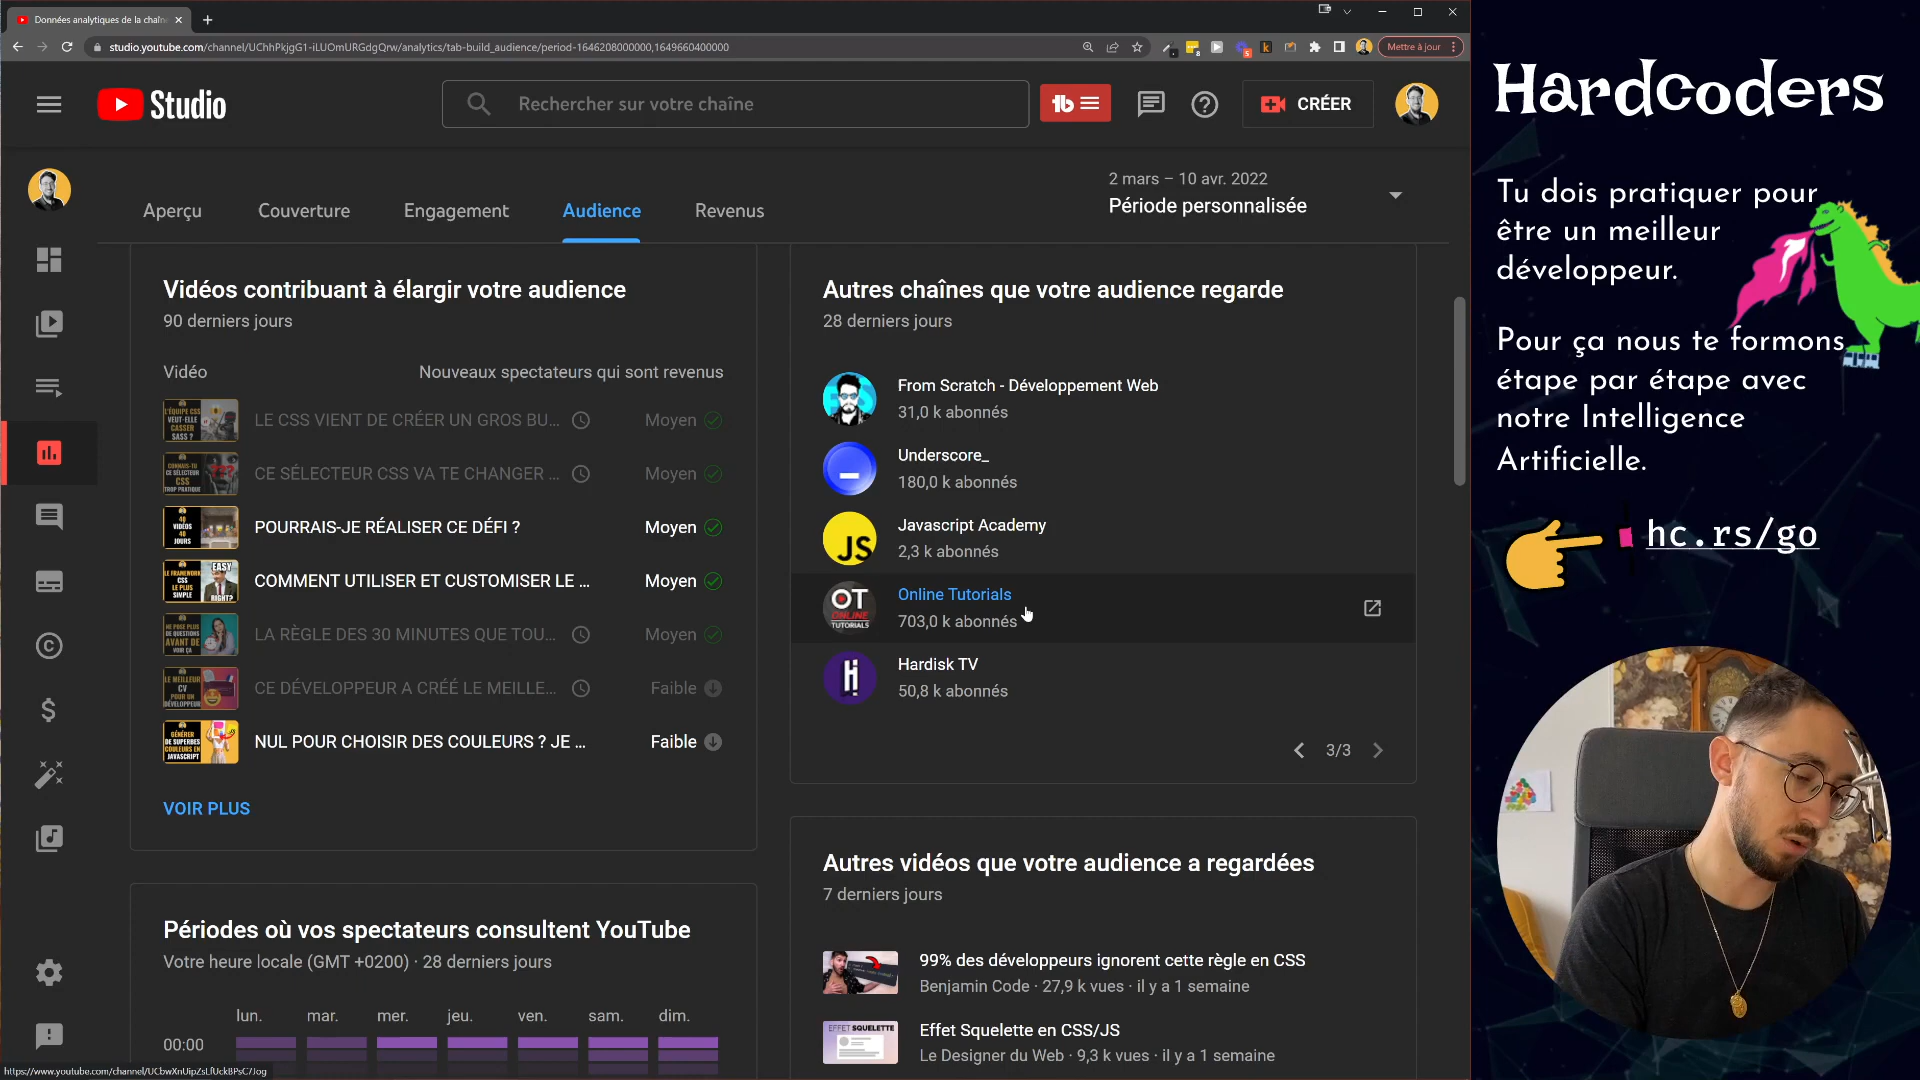 Données analytiques de la chaîn
studio.youtube.com/channel/UChhPkjgG1-iLUOmURGdgQrw/analytics/tab-build_audience/period-1646208000000,1649660400000
Mettre à jour
Studio
Rechercher sur votre chaîne
CRÉER
Aperçu
Couverture
Engagement
Audience
Revenus
2 mars – 10 avr. 2022
Période personnalisée
Vidéos contribuant à élargir votre audience
90 derniers jours
Vidéo
Nouveaux spectateurs qui sont revenus
LE CSS VIENT DE CRÉER UN GROS BU...
Moyen
CE SÉLECTEUR CSS VA TE CHANGER ...
Moyen
POURRAIS-JE RÉALISER CE DÉFI ?
Moyen
COMMENT UTILISER ET CUSTOMISER LE ...
Moyen
LA RÈGLE DES 30 MINUTES QUE TOU...
Moyen
CE DÉVELOPPEUR A CRÉÉ LE MEILLE...
Faible
NUL POUR CHOISIR DES COULEURS ? JE ...
Faible
VOIR PLUS
Autres chaînes que votre audience regarde
28 derniers jours
From Scratch - Développement Web
31,0 k abonnés
Underscore_
180,0 k abonnés
JS
Javascript Academy
2,3 k abonnés
OT
ONLINE
TUTORIALS
Online Tutorials
703,0 k abonnés
Hardisk TV
50,8 k abonnés
3/3
Périodes où vos spectateurs consultent YouTube
Votre heure locale (GMT +0200) · 28 derniers jours
lun. mar. mer. jeu. ven. sam. dim.
00:00
Autres vidéos que votre audience a regardées
7 derniers jours
99% des développeurs ignorent cette règle en CSS
Benjamin Code · 27,9 k vues · il y a 1 semaine
EFFET SQUELETTE
Effet Squelette en CSS/JS
Le Designer du Web · 9,3 k vues · il y a 1 semaine
Hardcoders
Tu dois pratiquer pour
être un meilleur
développeur.
Pour ça nous te formons
étape par étape avec
notre Intelligence
Artificielle.
hc.rs/go